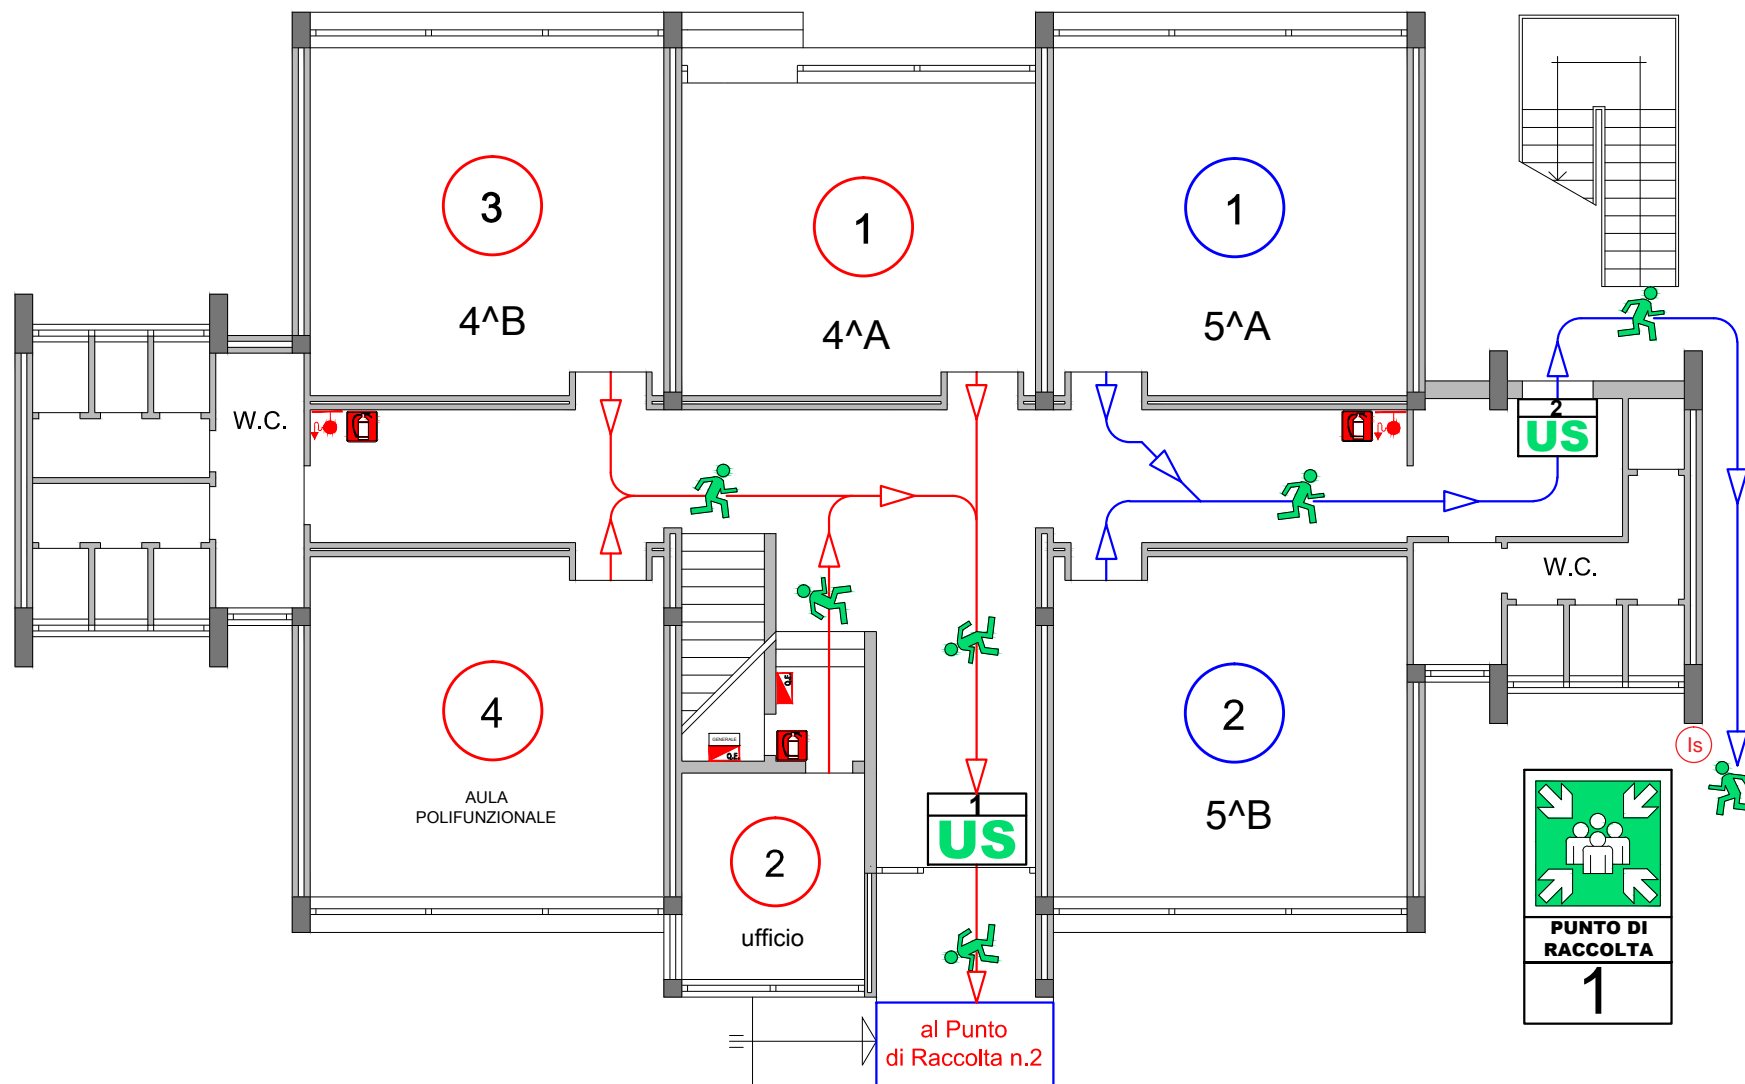 3
1
1
4^B
4^A
5^A
W.C.
2
US
W.C.
Q.E.
4
2
GENERALE
Q.E.
Is
AULA
POLIFUNZIONALE
1
US
5^B
2
ufficio
PUNTO DI
RACCOLTA
1
al Punto
di Raccolta n.2